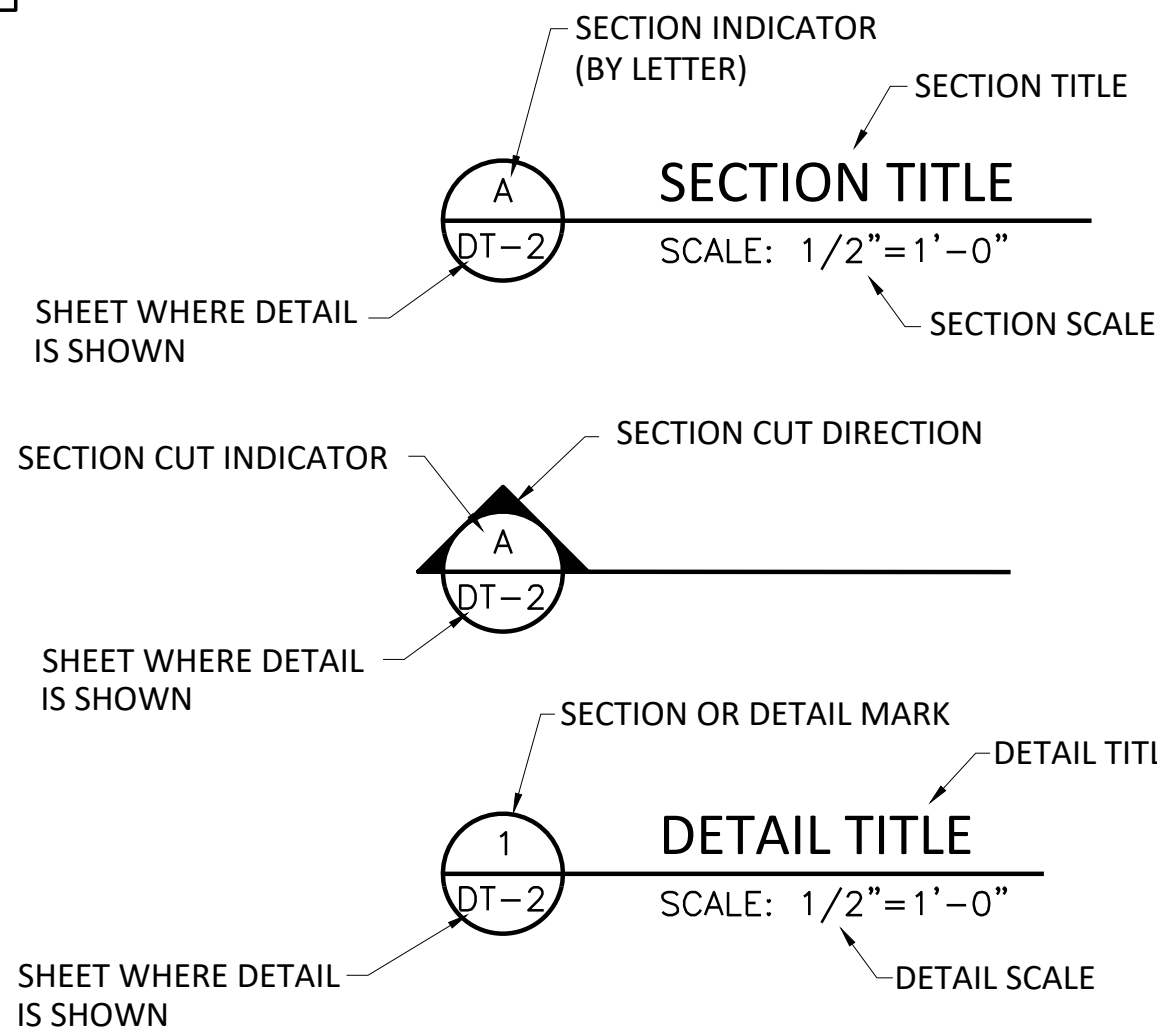 SECTION INDICATOR
(BY LETTER)
SECTION TITLE
A
SECTION TITLE
DT-2
SCALE: 1/2"=1'-0"
SHEET WHERE DETAIL
IS SHOWN
SECTION SCALE
SECTION CUT INDICATOR
SECTION CUT DIRECTION
A
DT-2
SHEET WHERE DETAIL
IS SHOWN
SECTION OR DETAIL MARK
DETAIL TITL
1
DETAIL TITLE
DT-2
SCALE: 1/2"=1'-0"
SHEET WHERE DETAIL
IS SHOWN
DETAIL SCALE